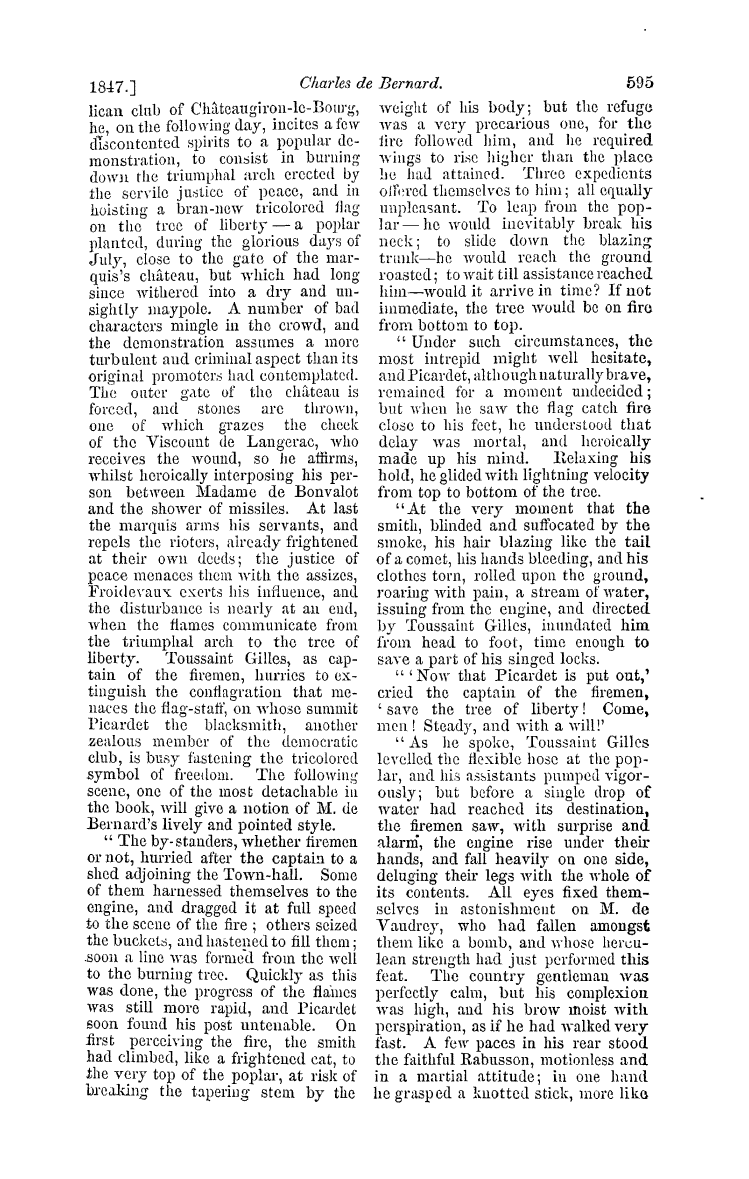 1847.]
Charles de Bernard.
595
lican club of Châteaugiron-le-Bourg,
he, on the following day, incites a few
discontented spirits to a popular de-
monstration, to consist in burning
down the triumphal arch erected by
the servile justice of peace, and in
hoisting a bran-new tricolored flag
on the tree of liberty — a poplar
planted, during the glorious days of
July, close to the gate of the mar-
quis's château, but which had long
since withered into a dry and un-
sightly maypole. A number of bad
characters mingle in the crowd, and
the demonstration assumes a more
turbulent and criminal aspect than its
original promoters had contemplated.
The outer gate of the château is
forced, and stones are thrown,
one of which grazes the cheek
of the Viscount de Langerac, who
receives the wound, so he affirms,
whilst heroically interposing his per-
son between Madame de Bonvalot
and the shower of missiles. At last
the marquis arms his servants, and
repels the rioters, already frightened
at their own deeds; the justice of
peace menaces them with the assizes,
Froidevaux exerts his influence, and
the disturbance is nearly at an end,
when the flames communicate from
the triumphal arch to the tree of
liberty. Toussaint Gilles, as cap-
tain of the firemen, hurries to ex-
tinguish the conflagration that me-
naces the flag-staff, on whose summit
Picardet the blacksmith, another
zealous member of the democratic
club, is busy fastening the tricolored
symbol of freedom. The following
scene, one of the most detachable in
the book, will give a notion of M. de
Bernard's lively and pointed style.
" The by-standers, whether firemen
or not, hurried after the captain to a
shed adjoining the Town-hall. Some
of them harnessed themselves to the
engine, and dragged it at full speed
to the scene of the fire ; others seized
the buckets, and hastened to fill them ;
soon a line was formed from the well
to the burning tree. Quickly as this
was done, the progress of the flames
was still more rapid, and Picardet
soon found his post untenable. On
first perceiving the fire, the smith
had climbed, like a frightened cat, to
the very top of the poplar, at risk of
breaking the tapering stem by the
weight of his body; but the refuge
was a very precarious one, for the
fire followed him, and he required
wings to rise higher than the place
he had attained. Three expedients
offered themselves to him; all equally
unpleasant. To leap from the pop-
lar — he would inevitably break his
neck; to slide down the blazing
trunk—he would reach the ground
roasted; to wait till assistance reached
him—would it arrive in time? If not
immediate, the tree would be on fire
from bottom to top.
" Under such circumstances, the
most intrepid might well hesitate,
and Picardet, although naturally brave,
remained for a moment undecided;
but when he saw the flag catch fire
close to his feet, he understood that
delay was mortal, and heroically
made up his mind. Relaxing his
hold, he glided with lightning velocity
from top to bottom of the tree.
"At the very moment that the
smith, blinded and suffocated by the
smoke, his hair blazing like the tail
of a comet, his hands bleeding, and his
clothes torn, rolled upon the ground,
roaring with pain, a stream of water,
issuing from the engine, and directed
by Toussaint Gilles, inundated him
from head to foot, time enough to
save a part of his singed locks.
" ' Now that Picardet is put out,'
cried the captain of the firemen,
' save the tree of liberty! Come,
men ! Steady, and with a will!'
" As he spoke, Toussaint Gilles
levelled the flexible hose at the pop-
lar, and his assistants pumped vigor-
ously; but before a single drop of
water had reached its destination,
the firemen saw, with surprise and
alarm, the engine rise under their
hands, and fall heavily on one side,
deluging their legs with the whole of
its contents. All eyes fixed them-
selves in astonishment on M. de
Vaudrey, who had fallen amongst
them like a bomb, and whose hercu-
lean strength had just performed this
feat. The country gentleman was
perfectly calm, but his complexion
was high, and his brow moist with
perspiration, as if he had walked very
fast. A few paces in his rear stood
the faithful Rabusson, motionless and
in a martial attitude; in one hand
he grasped a knotted stick, more like